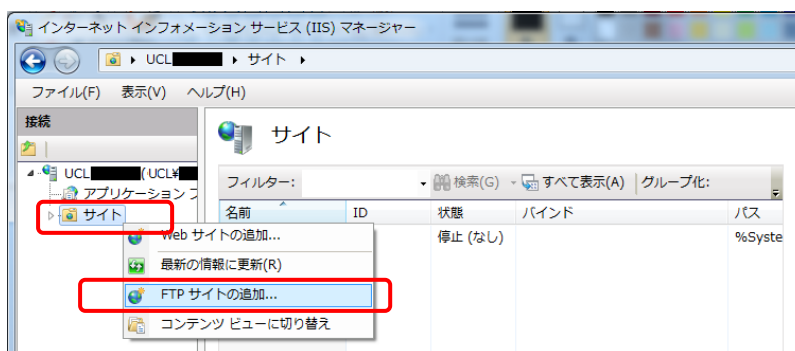 インターネット インフォメーション サービス (IIS) マネージャー
UCL ▸ サイト ▸
ファイル(F) 表示(V) ヘルプ(H)
接続
サイト
UCL (UCL¥
アプリケーション プ
サイト
フィルター: 検索(G) すべて表示(A) グループ化:
名前 ID 状態 バインド パス
停止 (なし) %Syste
Web サイトの追加...
最新の情報に更新(R)
FTP サイトの追加...
コンテンツ ビューに切り替え